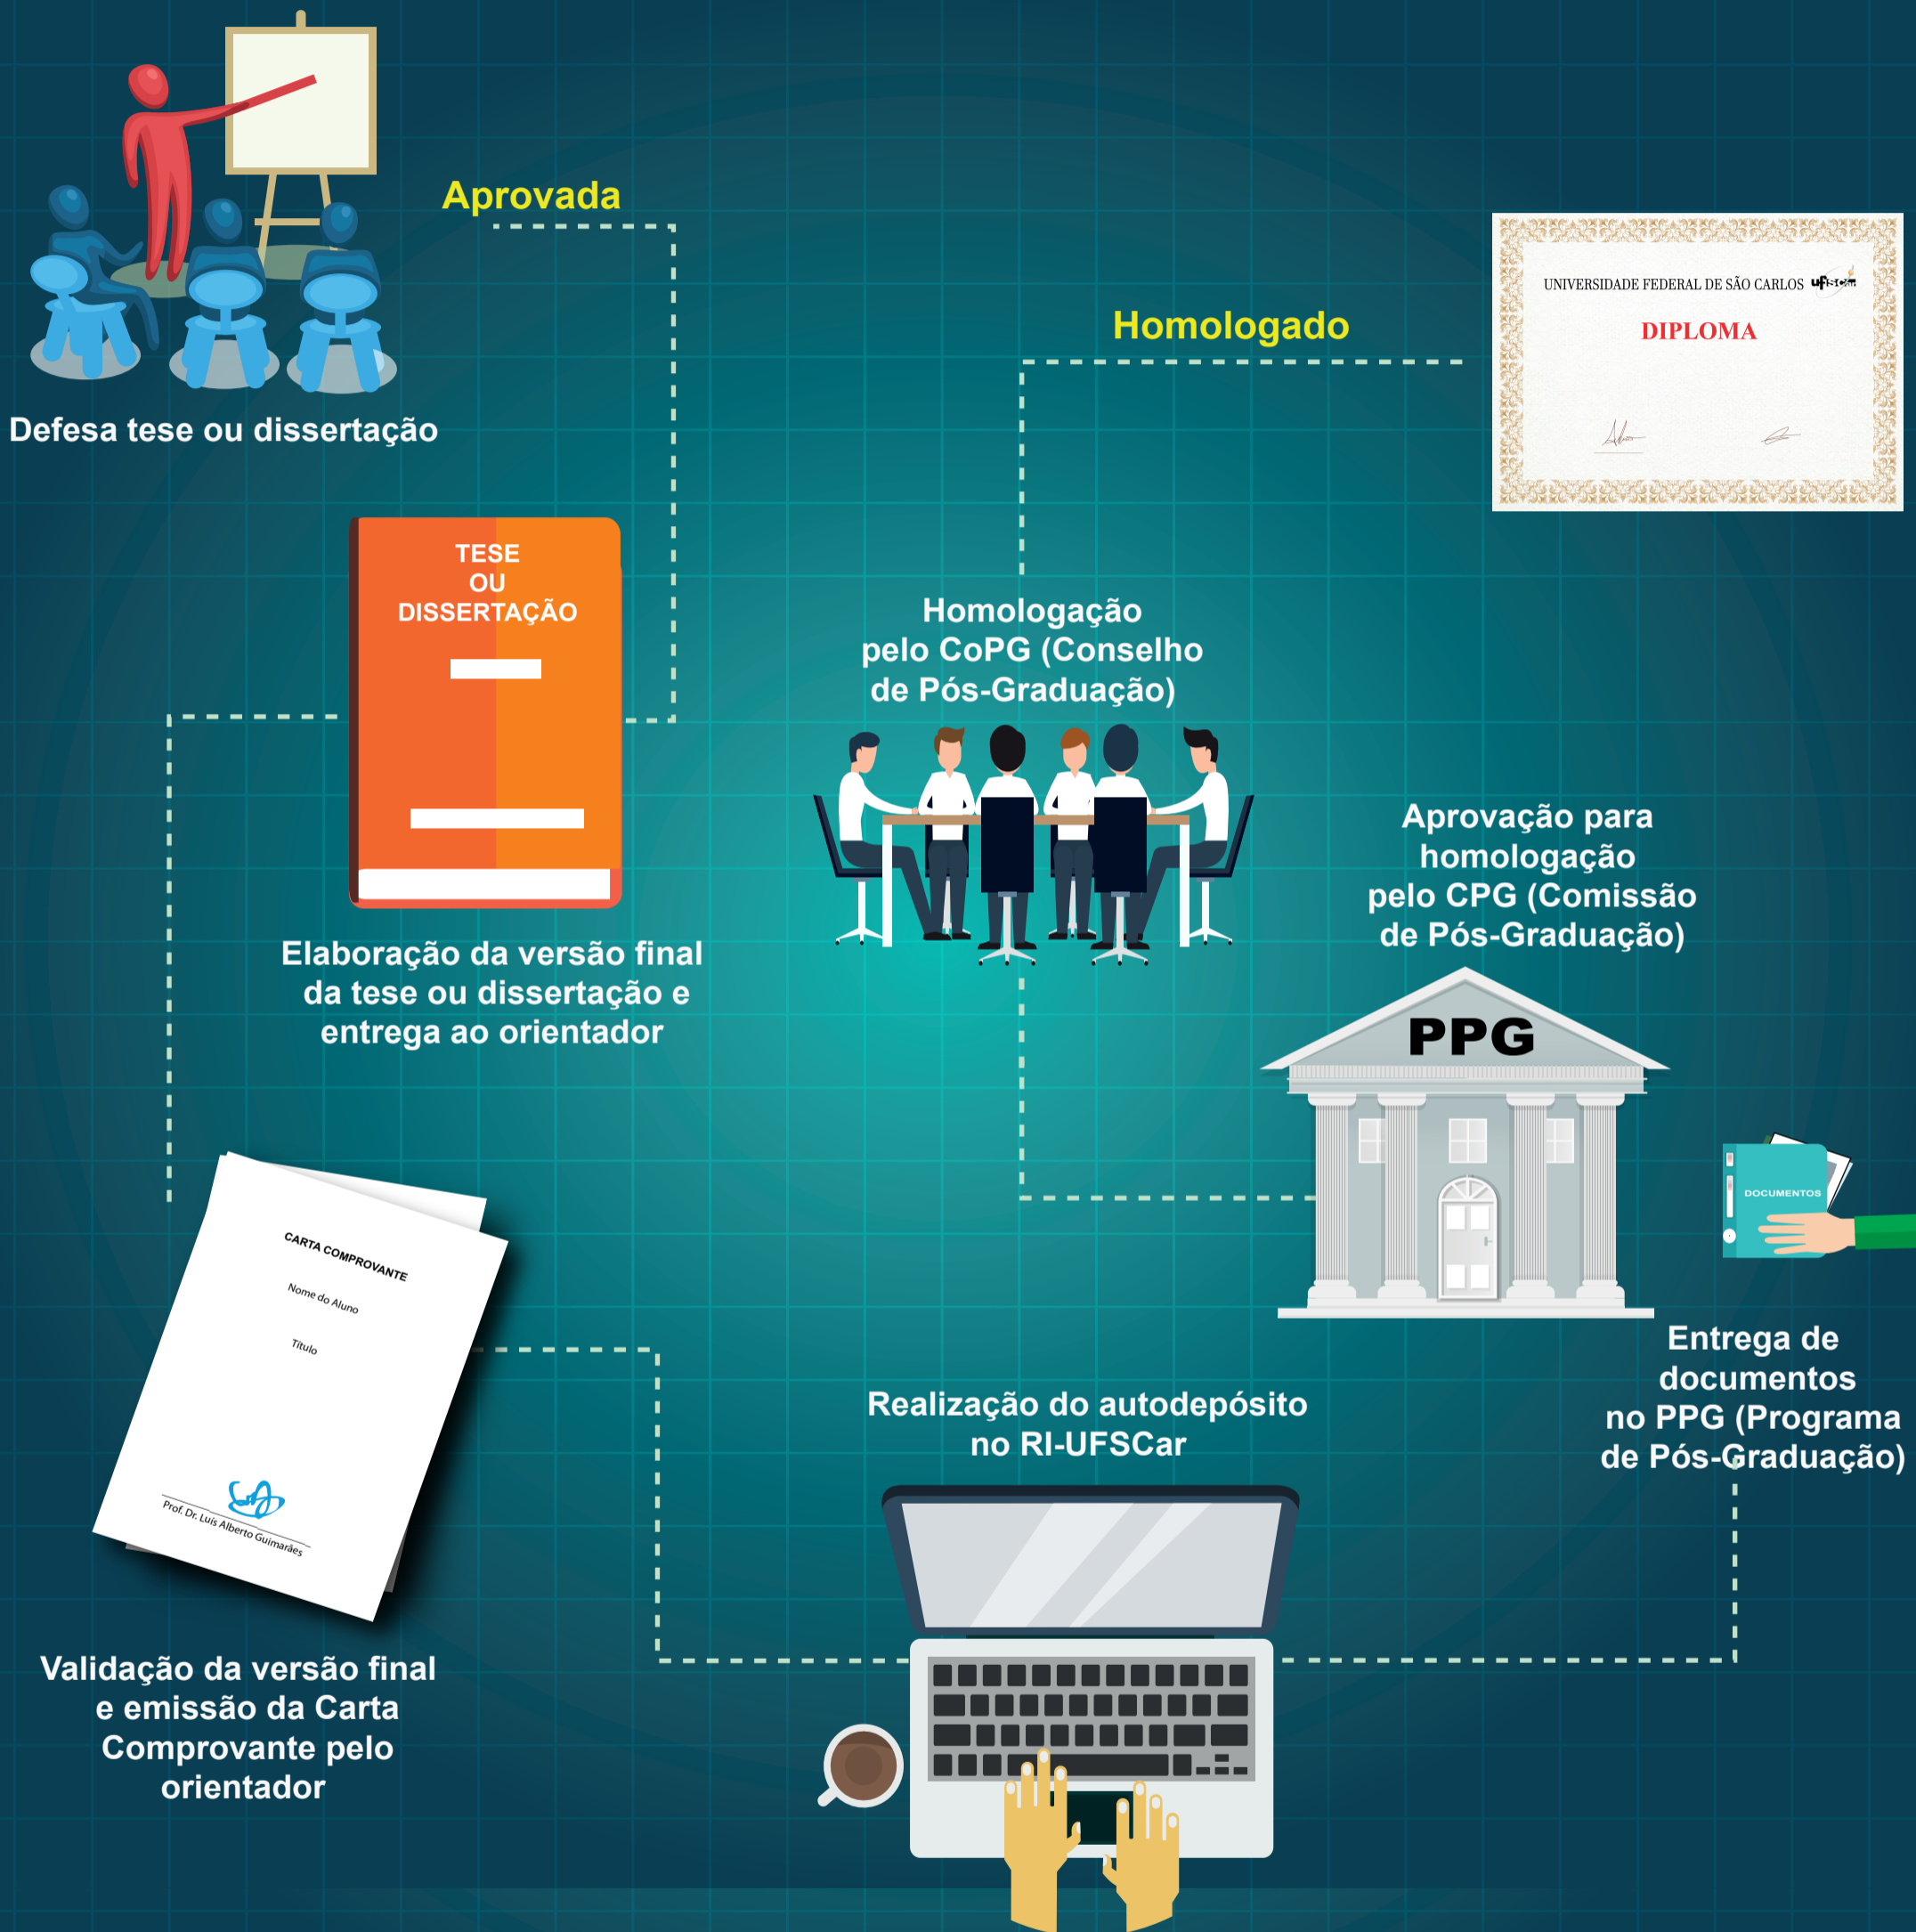 Aprovada
Defesa tese ou dissertação
TESE
OU
DISSERTAÇÃO
Elaboração da versão final
da tese ou dissertação e
entrega ao orientador
CARTA COMPROVANTE
Nome do Aluno
Título
Prof. Dr. Luís Alberto Guimarães
Validação da versão final
e emissão da Carta
Comprovante pelo
orientador
Realização do autodepósito
no RI-UFSCar
DOCUMENTOS
Entrega de
documentos
no PPG (Programa
de Pós-Graduação)
Aprovação para
homologação
pelo CPG (Comissão
de Pós-Graduação)
PPG
Homologação
pelo CoPG (Conselho
de Pós-Graduação)
Homologado
UNIVERSIDADE FEDERAL DE SÃO CARLOS ufscar
DIPLOMA